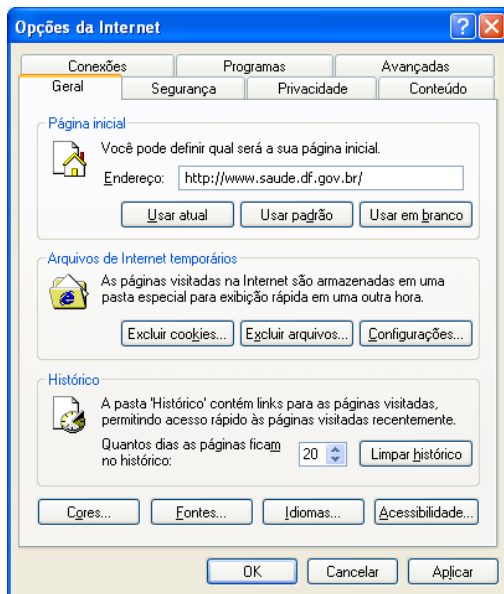 Opções da Internet
Conexões Programas Avançadas
Geral Segurança Privacidade Conteúdo
Página inicial
Você pode definir qual será a sua página inicial.
Endereço: http://www.saude.df.gov.br/
Usar atual Usar padrão Usar em branco
Arquivos de Internet temporários
As páginas visitadas na Internet são armazenadas em uma
pasta especial para exibição rápida em uma outra hora.
Excluir cookies... Excluir arquivos... Configurações...
Histórico
A pasta 'Histórico' contém links para as páginas visitadas,
permitindo acesso rápido às páginas visitadas recentemente.
Quantos dias as páginas ficam
no histórico: 20 Limpar histórico
Cores... Fontes... Idiomas... Acessibilidade...
OK Cancelar Aplicar